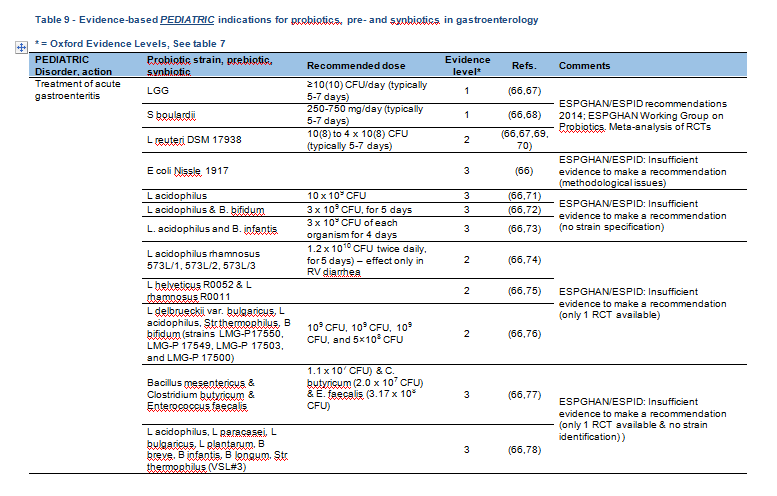 Table 9 - Evidence-based PEDIATRIC indications for probiotics, pre- and synbiotics in gastroenterology
* = Oxford Evidence Levels, See table 7
PEDIATRIC
Disorder, action
Probiotic strain, prebiotic,
synbiotic
Recommended dose
Evidence
level*
Refs.
Comments
Treatment of acute
gastroenteritis
LGG
≥10(10) CFU/day (typically
5-7 days)
1
(66,67)
S boulardii
250-750 mg/day (typically
5-7 days)
1
(66,68)
L reuteri DSM 17938
10(8) to 4 x 10(8) CFU
(typically 5-7 days)
2
(66,67,69,
70)
ESPGHAN/ESPID recommendations
2014; ESPGHAN Working Group on
Probiotics. Meta-analysis of RCTs
E coli Nissle 1917
3
(66)
ESPGHAN/ESPID: Insufficient
evidence to make a recommendation
(methodological issues)
L acidophilus
10 x 10⁹ CFU
3
(66,71)
L acidophilus & B. bifidum
3 x 10⁹ CFU, for 5 days
3
(66,72)
L. acidophilus and B. infantis
3 x 10⁹ CFU of each
organism for 4 days
3
(66,73)
ESPGHAN/ESPID: Insufficient
evidence to make a recommendation
(no strain specification)
L acidophilus rhamnosus
573L/1, 573L/2, 573L/3
1.2 x 10¹⁰ CFU twice daily,
for 5 days) – effect only in
RV diarrhea
2
(66,74)
L helveticus R0052 & L
rhamnosus R0011
2
(66,75)
L delbrueckii var. bulgaricus, L
acidophilus, Str.thermophilus, B
bifidum (strains LMG-P17550,
LMG-P 17549, LMG-P 17503,
and LMG-P 17500)
10⁹ CFU, 10⁹ CFU, 10⁹
CFU, and 5×10⁸ CFU
2
(66,76)
ESPGHAN/ESPID: Insufficient
evidence to make a recommendation
(only 1 RCT available)
Bacillus mesentericus &
Clostridium butyricum &
Enterococcus faecalis
1.1 x 10⁷ CFU) & C.
butyricum (2.0 x 10⁷ CFU)
& E. faecalis (3.17 x 10⁸
CFU)
3
(66,77)
L acidophilus, L paracasei, L
bulgaricus, L plantarum, B
breve, B infantis, B longum, Str.
thermophilus (VSL#3)
3
(66,78)
ESPGHAN/ESPID: Insufficient
evidence to make a recommendation
(only 1 RCT available & no strain
identification) )